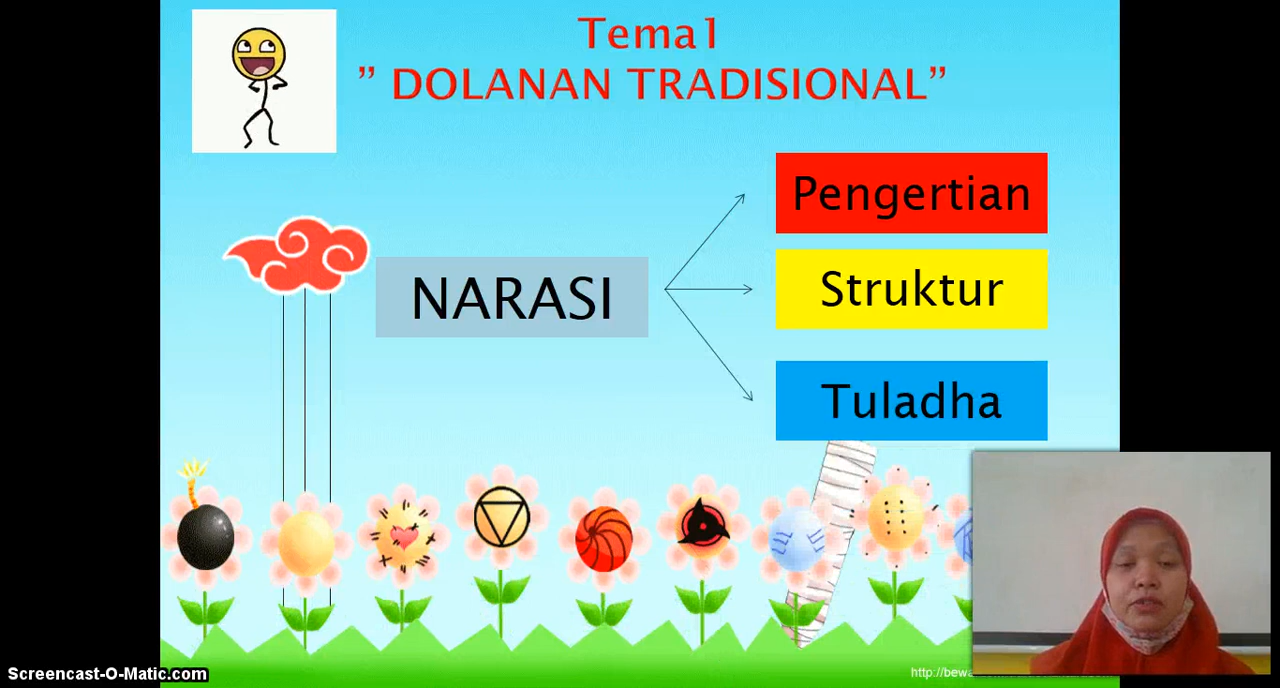 Tema1
” DOLANAN TRADISIONAL”
NARASI
Pengertian
Struktur
Tuladha
Screencast-O-Matic.com